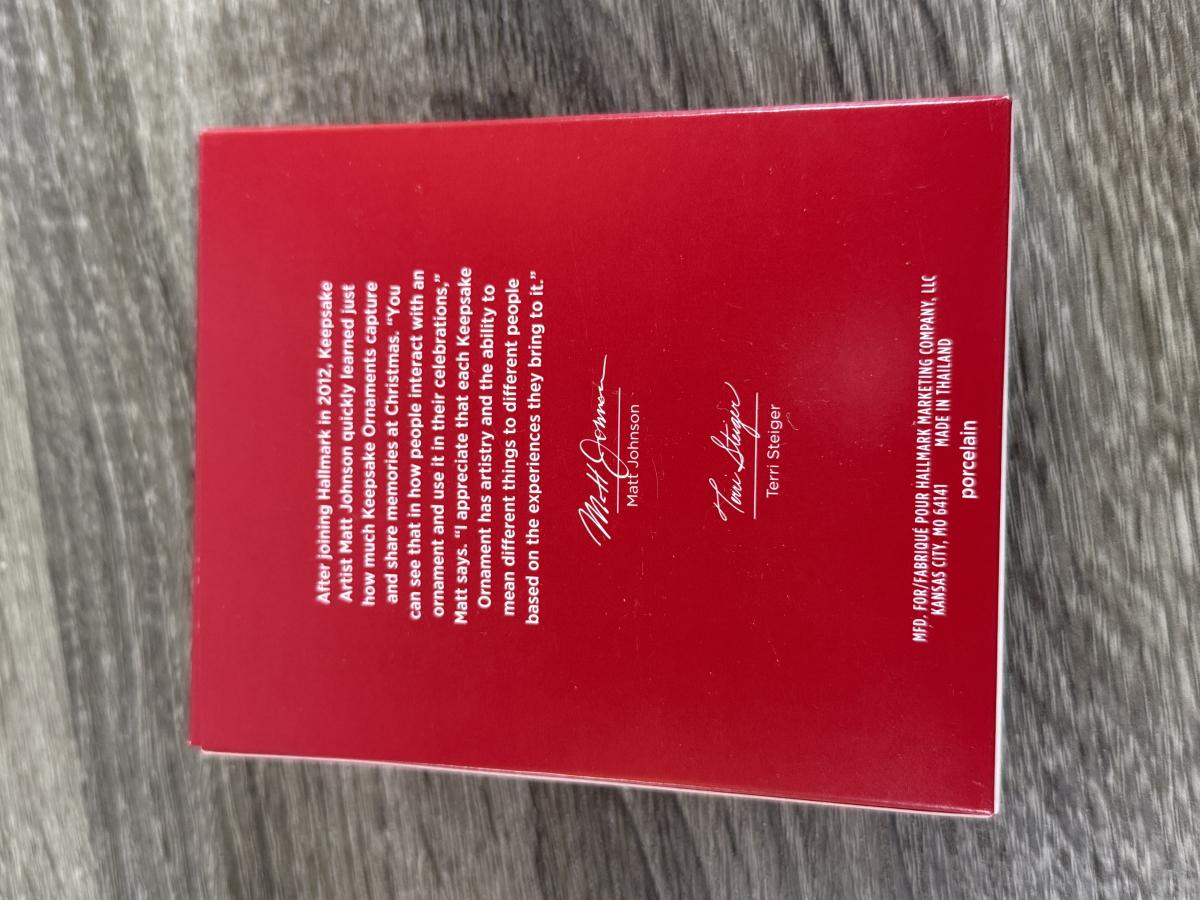 After joining Hallmark in 2012, Keepsake
Artist Matt Johnson quickly learned just
how much Keepsake Ornaments capture
and share memories at Christmas. “You
can see that in how people interact with an
ornament and use it in their celebrations,”
Matt says. “I appreciate that each Keepsake
Ornament has artistry and the ability to
mean different things to different people
based on the experiences they bring to it.”
Matt Johnson
Matt Johnson
Terri Steiger
Terri Steiger
MFD. FOR/FABRIQUÉ POUR HALLMARK MARKETING COMPANY, LLC
KANSAS CITY, MO 64141 MADE IN THAILAND
porcelain